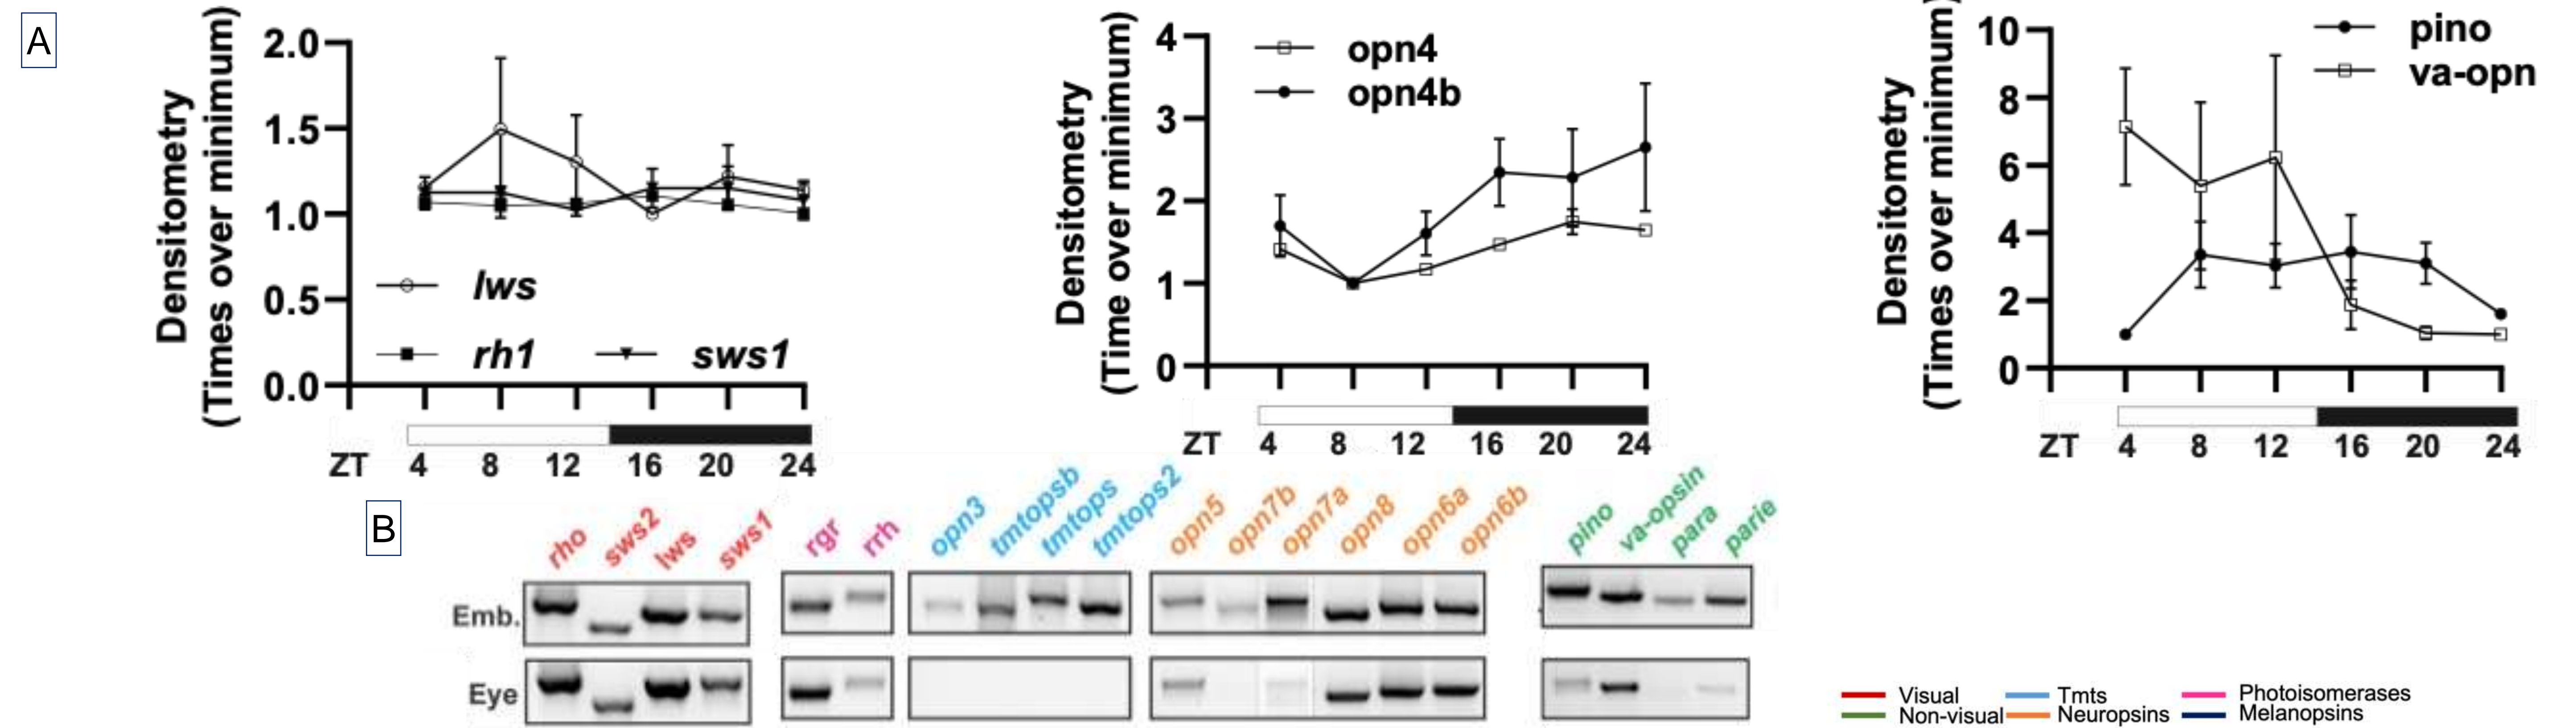 A
Densitometry
(Times over minimum)
2.0
1.5
1.0
0.5
0.0
lws
rh1
sws1
ZT 4 8 12 16 20 24
Densitometry
(Time over minimum)
4
3
2
1
0
opn4
opn4b
ZT 4 8 12 16 20 24
Densitometry
(Times over minimum)
10
8
6
4
2
0
pino
va-opn
ZT 4 8 12 16 20 24
B
rho sws2 lws sws1 rgr rrh opn3 tmtopsb tmtops tmtops2 opn5 opn7b opn7a opn8 opn6a opn6b pino va-opsin para parie
Emb.
Eye
Visual Tmts Photoisomerases
Non-visual Neuropsins Melanopsins